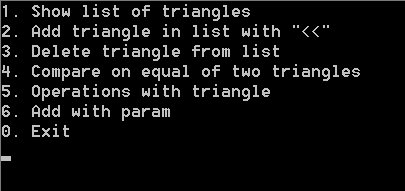 1. Show list of triangles
2. Add triangle in list with "<<"
3. Delete triangle from list
4. Compare on equal of two triangles
5. Operations with triangle
6. Add with param
0. Exit